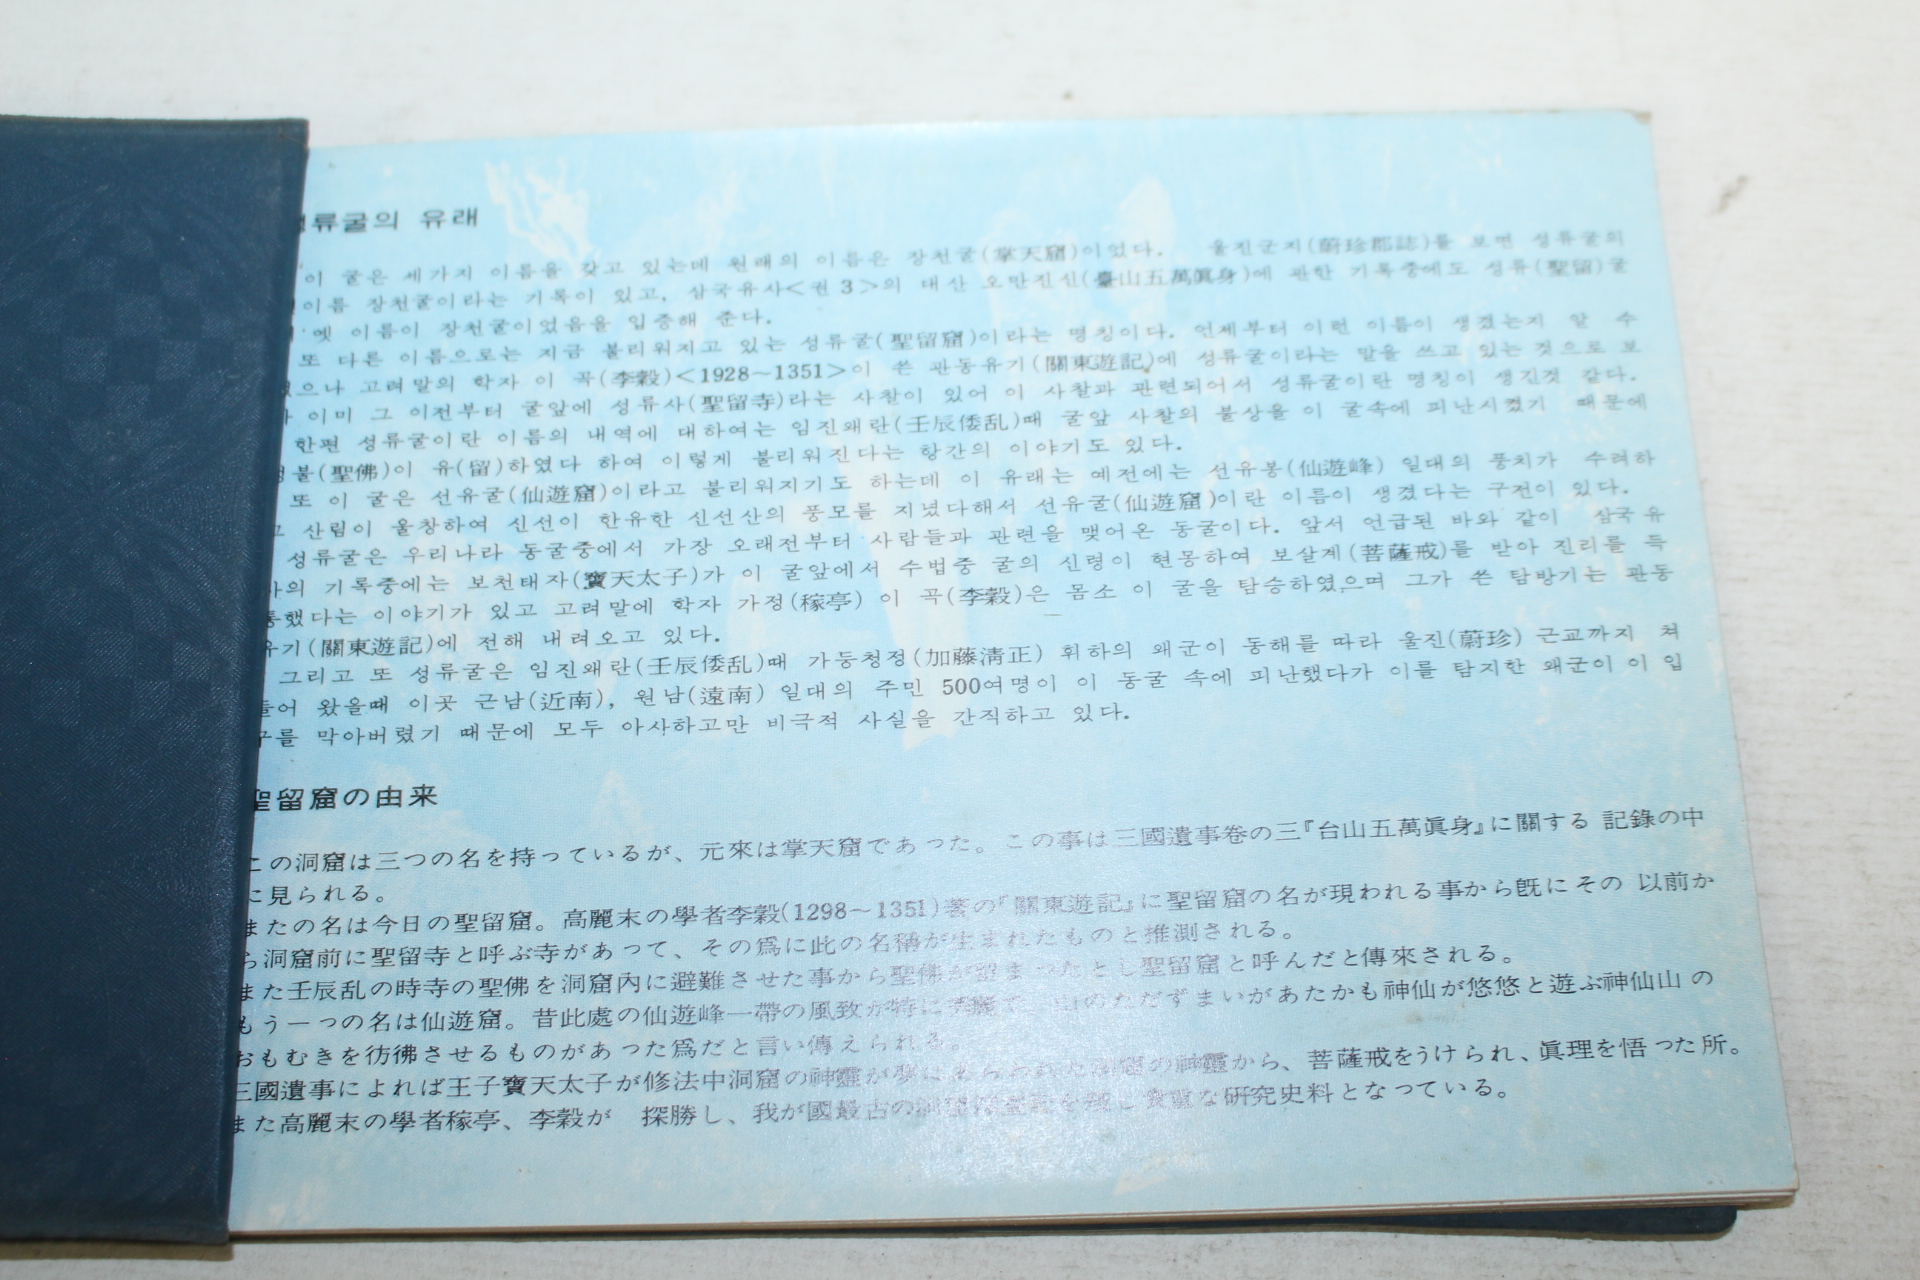 류굴의 유래
이 굴은 세가지 이름을 갖고 있는데 원래의 이름은 장천굴(掌天窟)이었다. 울진군지(蔚珍郡誌)를 보면 성류굴의
이름 장천굴이라는 기록이 있고, 삼국유사<권 3>의 대산 오만진신(臺山五萬眞身)에 관한 기록중에도 성류(聖留)굴
옛 이름이 장천굴이었음을 입증해 준다.
또 다른 이름으로는 지금 불리워지고 있는 성류굴(聖留窟)이라는 명칭이다. 언제부터 이런 이름이 생겼는지 알 수
으나 고려말의 학자 이 곡(李穀)<1928~1351>이 쓴 관동유기(關東遊記)에 성류굴이라는 말을 쓰고 있는 것으로 보
이미 그 이전부터 굴앞에 성류사(聖留寺)라는 사찰이 있어 이 사찰과 관련되어서 성류굴이란 명칭이 생긴것 같다.
한편 성류굴이란 이름의 내역에 대하여는 임진왜란(壬辰倭乱)때 굴앞 사찰의 불상을 이 굴속에 피난시켰기 때문에
불(聖佛)이 유(留)하였다 하여 이렇게 불리워진다는 항간의 이야기도 있다.
또 이 굴은 선유굴(仙遊窟)이라고 불리워지기도 하는데 이 유래는 예전에는 선유봉(仙遊峰) 일대의 풍치가 수려하
산림이 울창하여 신선이 한유한 신선산의 풍모를 지녔다해서 선유굴(仙遊窟)이란 이름이 생겼다는 구전이 있다.
성류굴은 우리나라 동굴중에서 가장 오래전부터 사람들과 관련을 맺어온 동굴이다. 앞서 언급된 바와 같이 삼국유
사의 기록중에는 보천태자(寶天太子)가 이 굴앞에서 수법중 굴의 신령이 현몽하여 보살계(菩薩戒)를 받아 진리를 득
통했다는 이야기가 있고 고려말에 학자 가정(稼亭) 이 곡(李穀)은 몸소 이 굴을 탐승하였으며 그가 쓴 탐방기는 관동
유기(關東遊記)에 전해 내려오고 있다.
그리고 또 성류굴은 임진왜란(壬辰倭乱)때 가둥청정(加藤淸正) 휘하의 왜군이 동해를 따라 울진(蔚珍) 근교까지 쳐
들어 왔을때 이곳 근남(近南), 원남(遠南) 일대의 주민 500여명이 이 동굴 속에 피난했다가 이를 탐지한 왜군이 이 입
구를 막아버렸기 때문에 모두 아사하고만 비극적 사실을 간직하고 있다.
聖留窟の由来
この洞窟は三つの名を持っているが、元來は掌天窟であった。この事は三國遺事巻の三『台山五萬眞身』に關する 記錄の中
に見られる。
またの名は今日の聖留窟。高麗末の學者李穀(1298~1351)著の『關東遊記』に聖留窟の名が現われる事から旣にその 以前か
ら洞窟前に聖留寺と呼ぶ寺があって、その爲に此の名稱が生まれたものと推測される。
また壬辰乱の時寺の聖佛を洞窟內に避難させた事から聖佛が留まったとし聖留窟と呼んだと傳來される。
もう一つの名は仙遊窟。昔此處の仙遊峰一帶の風致が特に秀麗で、山のたたずまいがあたかも神仙が悠悠と遊ぶ神仙山の
おもむきを彷彿させるものがあった爲だと言い傳えられる。
三國遺事によれば王子寶天太子が修法中洞窟の神靈が夢に の神靈から、菩薩戒をうけられ、眞理を悟った所。
また高麗末の學者稼亭、李穀が 探勝し、我が國最古の を 貴重な研究史料となっている。